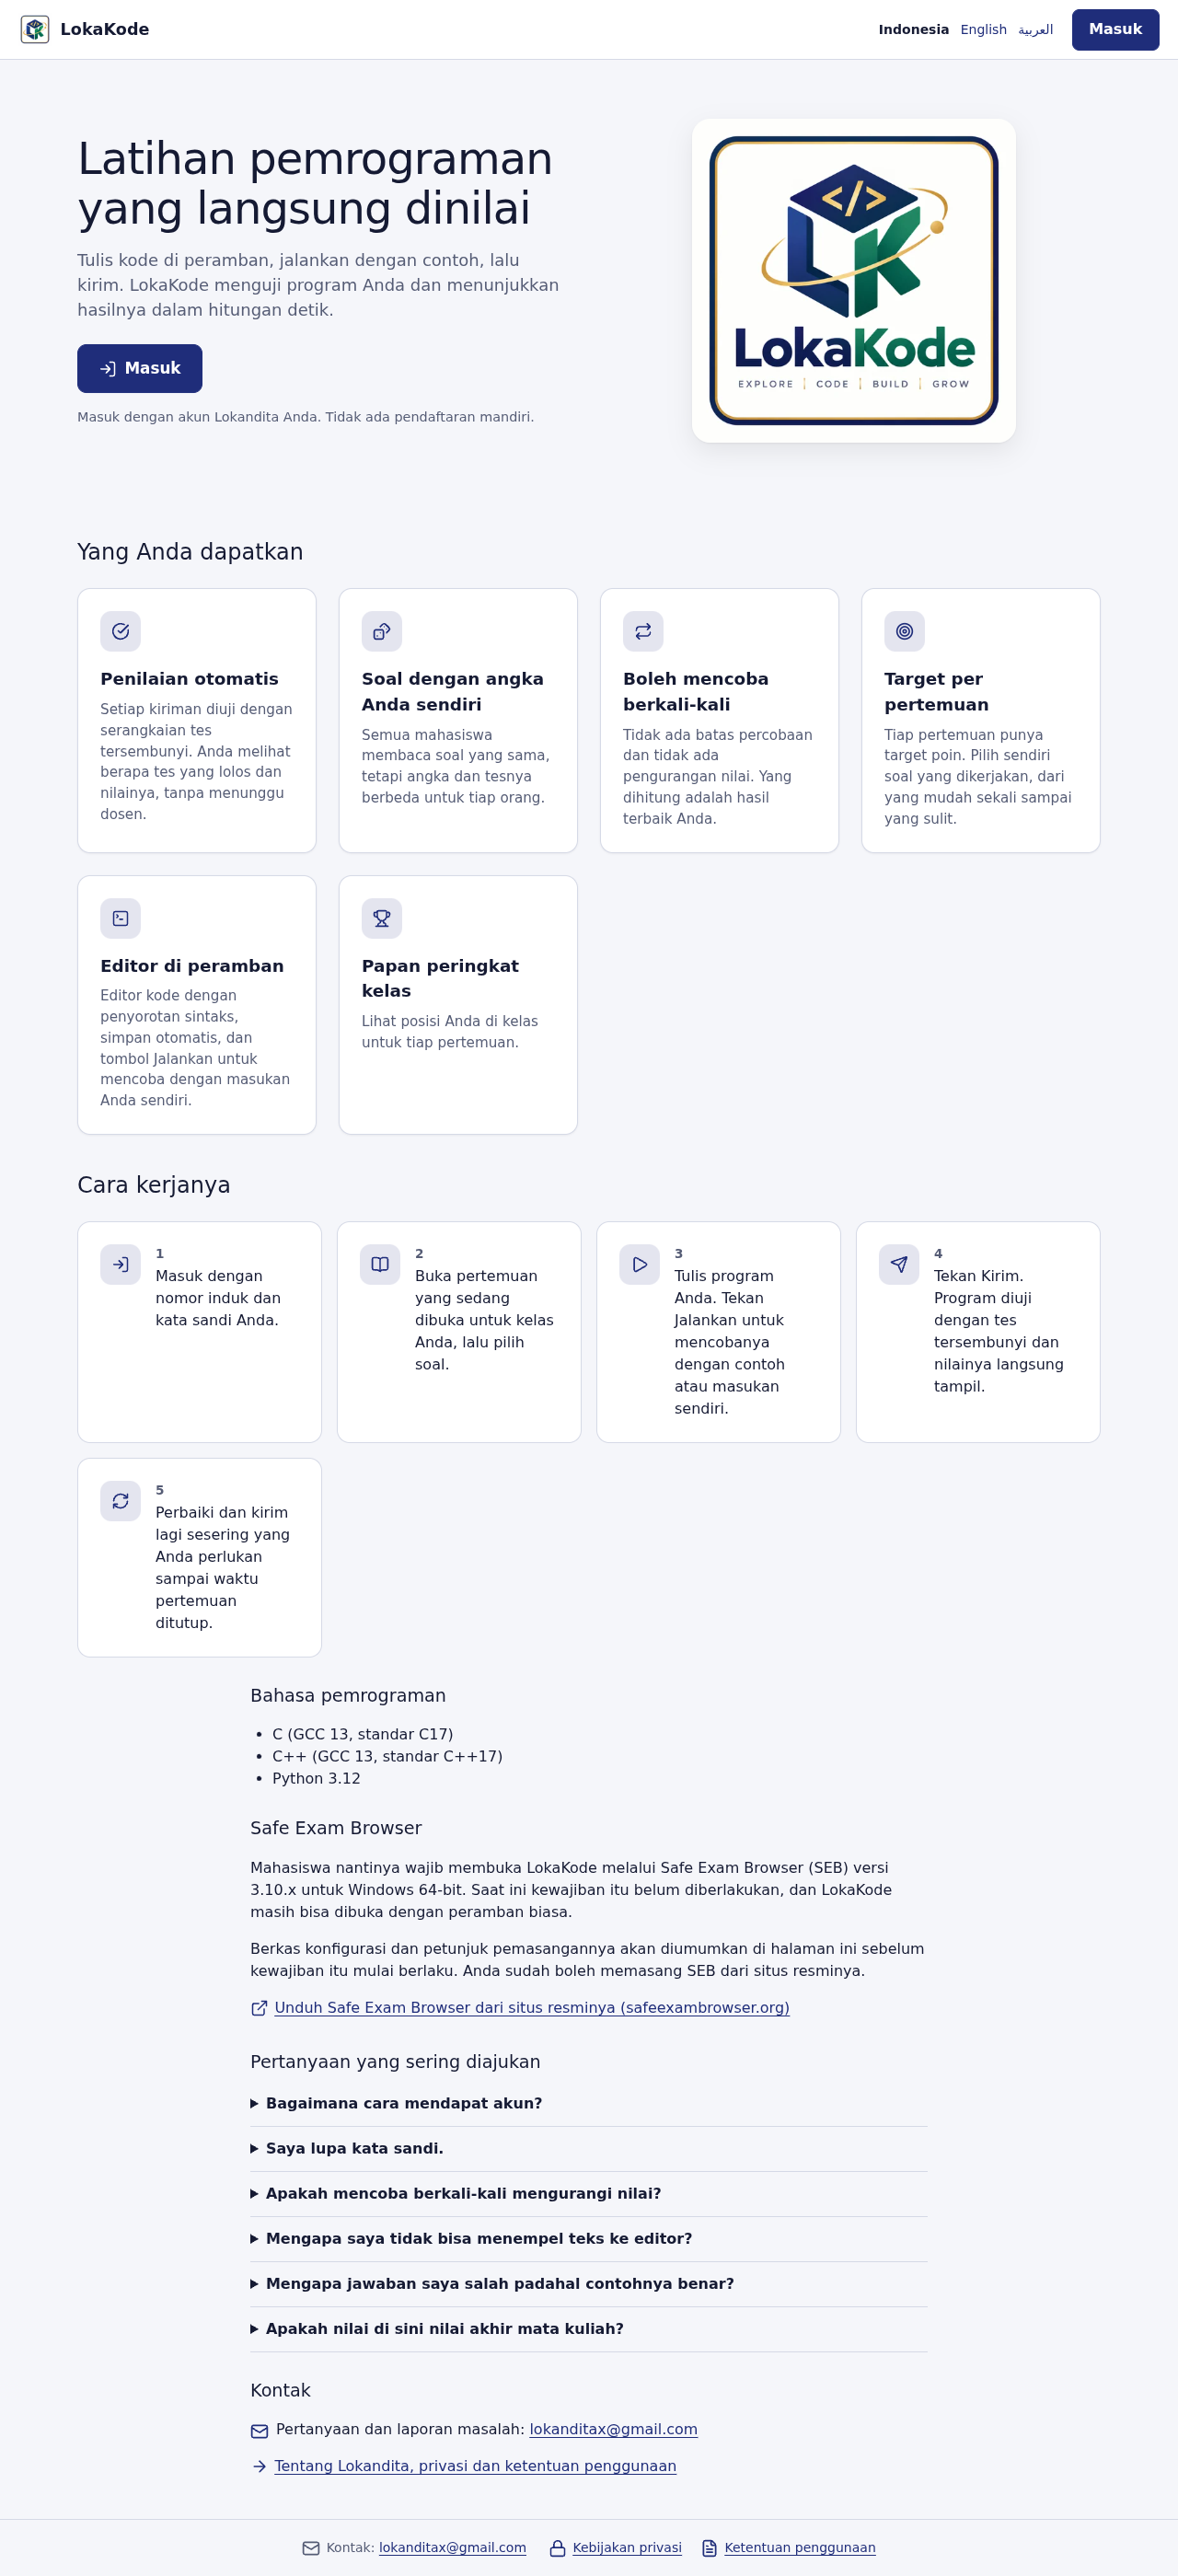 LokaKode
Indonesia English العربية Masuk
Latihan pemrograman
yang langsung dinilai
Tulis kode di peramban, jalankan dengan contoh, lalu
kirim. LokaKode menguji program Anda dan menunjukkan
hasilnya dalam hitungan detik.
Masuk
Masuk dengan akun Lokandita Anda. Tidak ada pendaftaran mandiri.
</>
LK
LokaKode
EXPLORE CODE BUILD GROW
Yang Anda dapatkan
Penilaian otomatis
Setiap kiriman diuji dengan
serangkaian tes
tersembunyi. Anda melihat
berapa tes yang lolos dan
nilainya, tanpa menunggu
dosen.
Soal dengan angka
Anda sendiri
Semua mahasiswa
membaca soal yang sama,
tetapi angka dan tesnya
berbeda untuk tiap orang.
Boleh mencoba
berkali-kali
Tidak ada batas percobaan
dan tidak ada
pengurangan nilai. Yang
dihitung adalah hasil
terbaik Anda.
Target per
pertemuan
Tiap pertemuan punya
target poin. Pilih sendiri
soal yang dikerjakan, dari
yang mudah sekali sampai
yang sulit.
Editor di peramban
Editor kode dengan
penyorotan sintaks,
simpan otomatis, dan
tombol Jalankan untuk
mencoba dengan masukan
Anda sendiri.
Papan peringkat
kelas
Lihat posisi Anda di kelas
untuk tiap pertemuan.
Cara kerjanya
1
Masuk dengan
nomor induk dan
kata sandi Anda.
2
Buka pertemuan
yang sedang
dibuka untuk kelas
Anda, lalu pilih
soal.
3
Tulis program
Anda. Tekan
Jalankan untuk
mencobanya
dengan contoh
atau masukan
sendiri.
4
Tekan Kirim.
Program diuji
dengan tes
tersembunyi dan
nilainya langsung
tampil.
5
Perbaiki dan kirim
lagi sesering yang
Anda perlukan
sampai waktu
pertemuan
ditutup.
Bahasa pemrograman
• C (GCC 13, standar C17)
• C++ (GCC 13, standar C++17)
• Python 3.12
Safe Exam Browser
Mahasiswa nantinya wajib membuka LokaKode melalui Safe Exam Browser (SEB) versi
3.10.x untuk Windows 64-bit. Saat ini kewajiban itu belum diberlakukan, dan LokaKode
masih bisa dibuka dengan peramban biasa.
Berkas konfigurasi dan petunjuk pemasangannya akan diumumkan di halaman ini sebelum
kewajiban itu mulai berlaku. Anda sudah boleh memasang SEB dari situs resminya.
Unduh Safe Exam Browser dari situs resminya (safeexambrowser.org)
Pertanyaan yang sering diajukan
Bagaimana cara mendapat akun?
Saya lupa kata sandi.
Apakah mencoba berkali-kali mengurangi nilai?
Mengapa saya tidak bisa menempel teks ke editor?
Mengapa jawaban saya salah padahal contohnya benar?
Apakah nilai di sini nilai akhir mata kuliah?
Kontak
Pertanyaan dan laporan masalah: lokanditax@gmail.com
Tentang Lokandita, privasi dan ketentuan penggunaan
Kontak: lokanditax@gmail.com Kebijakan privasi Ketentuan penggunaan